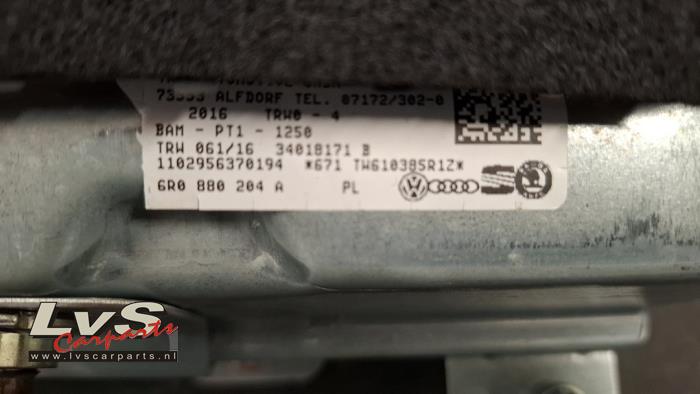 73553 ALFDORF TEL. 07172/302-0
2016 TRW0 - 4
BAM - PT1 - 1250
TRW 061/16 34018171 B
1102956370194 *671 TW610385R1Z*
6R0 880 204 A PL
LvS
Carparts
www.lvscarparts.nl